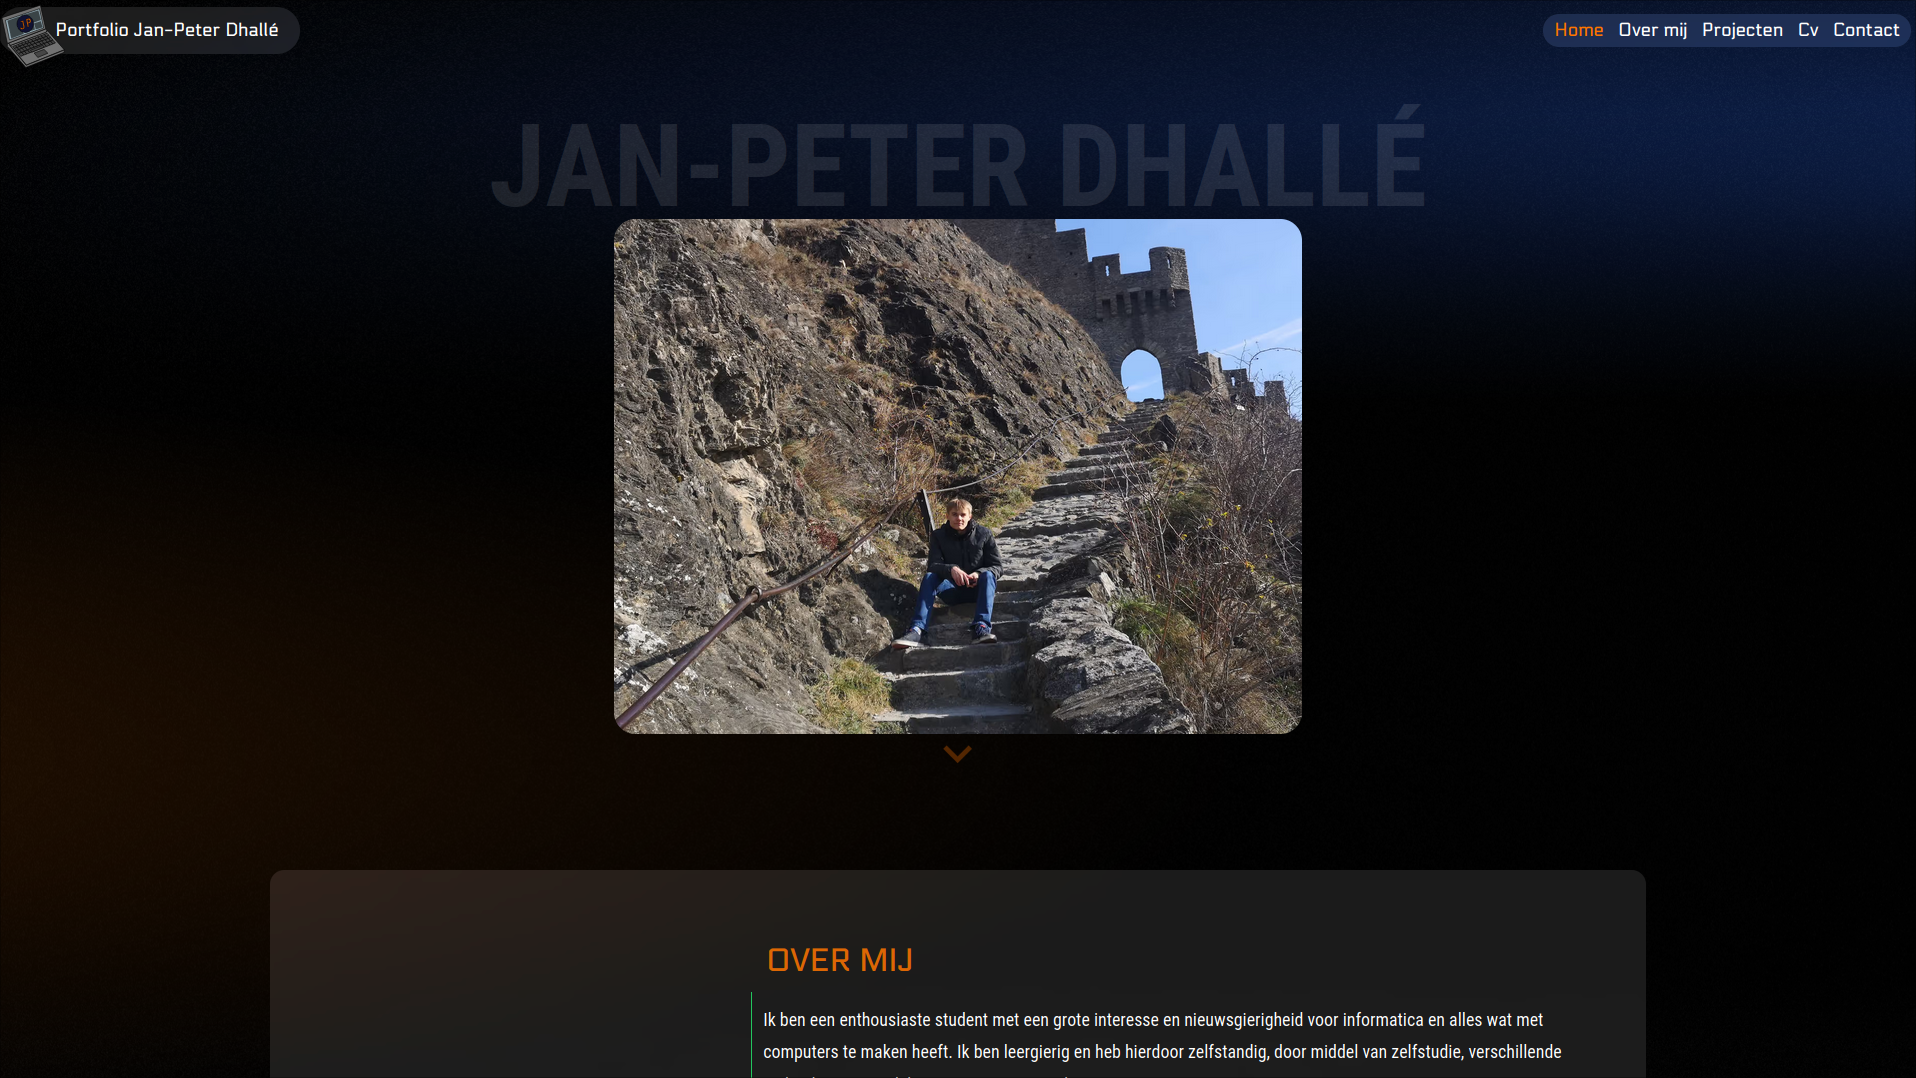 JP
Portfolio Jan-Peter Dhallé
Home Over mij Projecten Cv Contact
JAN-PETER DHALLÉ
OVER MIJ
Ik ben een enthousiaste student met een grote interesse en nieuwsgierigheid voor informatica en alles wat met
computers te maken heeft. Ik ben leergierig en heb hierdoor zelfstandig, door middel van zelfstudie, verschillende